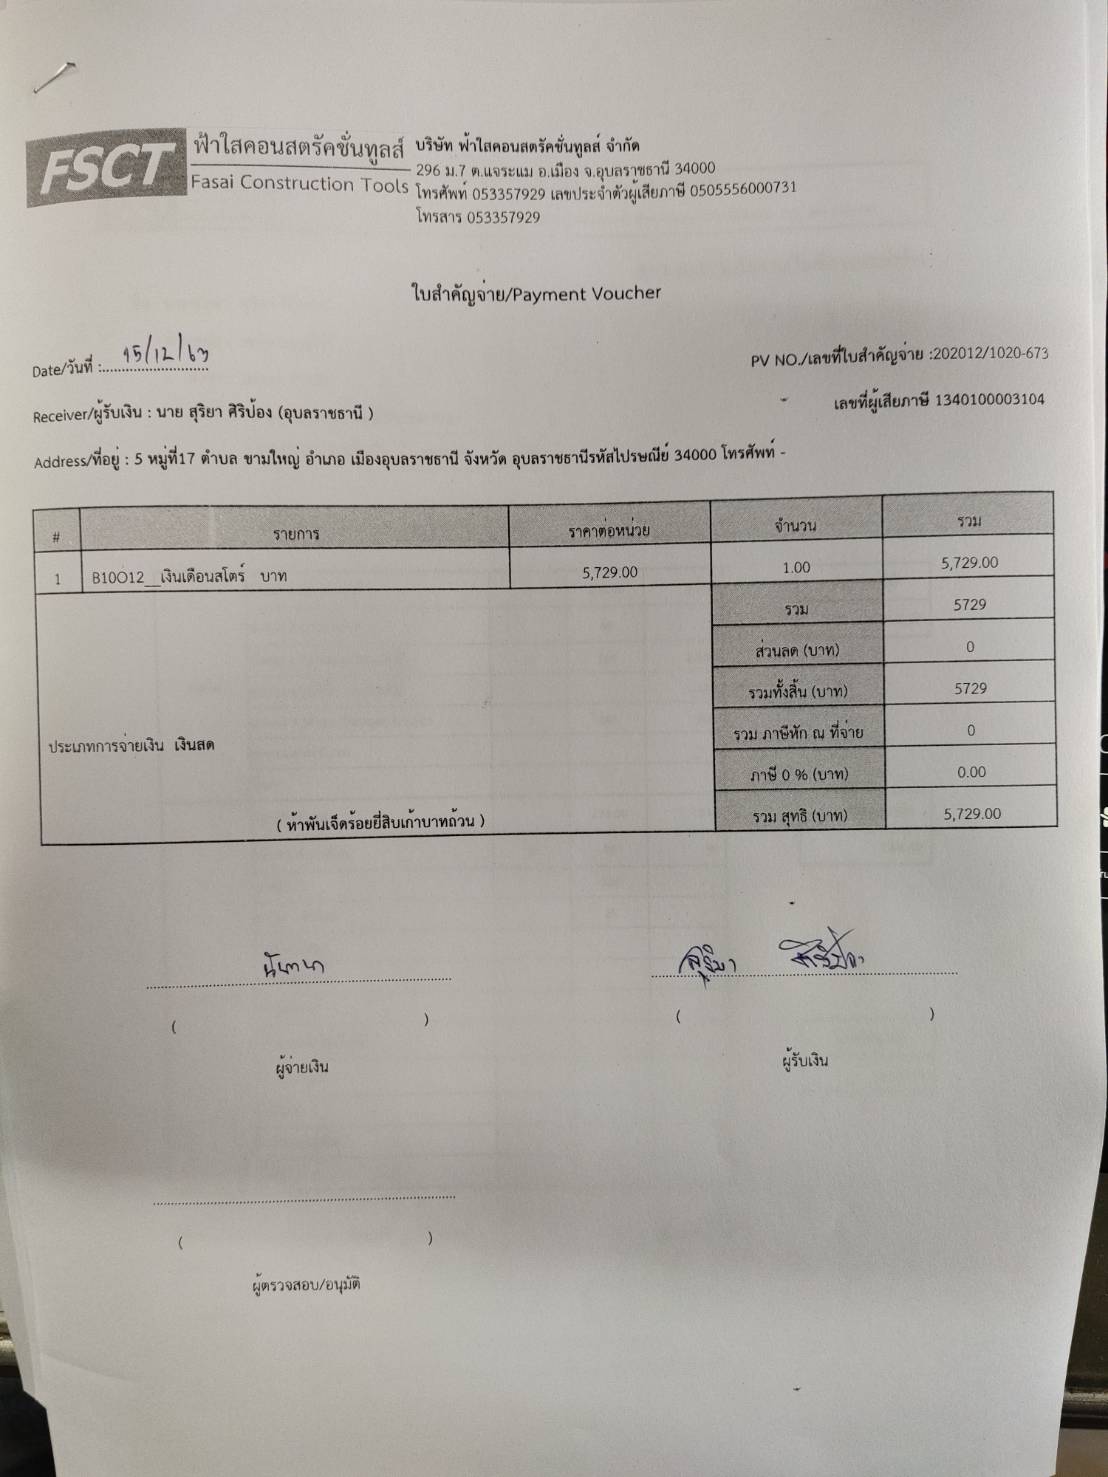 FSCT
ฟ้าใสคอนสตรัคชั่นทูลส์
Fasai Construction Tools
บริษัท ฟ้าใสคอนสตรัคชั่นทูลส์ จำกัด
296 ม.7 ต.แจระแม อ.เมือง จ.อุบลราชธานี 34000
โทรศัพท์ 053357929 เลขประจำตัวผู้เสียภาษี 0505556000731
โทรสาร 053357929
ใบสำคัญจ่าย/Payment Voucher
Date/วันที่ : 15/12/63
PV NO./เลขที่ใบสำคัญจ่าย :202012/1020-673
Receiver/ผู้รับเงิน : นาย สุริยา ศิริป้อง (อุบลราชธานี )
เลขที่ผู้เสียภาษี 1340100003104
Address/ที่อยู่ : 5 หมู่ที่17 ตำบล ขามใหญ่ อำเภอ เมืองอุบลราชธานี จังหวัด อุบลราชธานีรหัสไปรษณีย์ 34000 โทรศัพท์ -
# รายการ ราคาต่อหน่วย จำนวน รวม
1 B10O12__เงินเดือนสโตร์ บาท 5,729.00 1.00 5,729.00
รวม 5729
ส่วนลด (บาท) 0
รวมทั้งสิ้น (บาท) 5729
รวม ภาษีหัก ณ ที่จ่าย 0
ประเภทการจ่ายเงิน เงินสด
ภาษี 0 % (บาท) 0.00
( ห้าพันเจ็ดร้อยยี่สิบเก้าบาทถ้วน )
รวม สุทธิ (บาท) 5,729.00
สุริยา
( ) ( )
ผู้จ่ายเงิน ผู้รับเงิน
( )
ผู้ตรวจสอบ/อนุมัติ